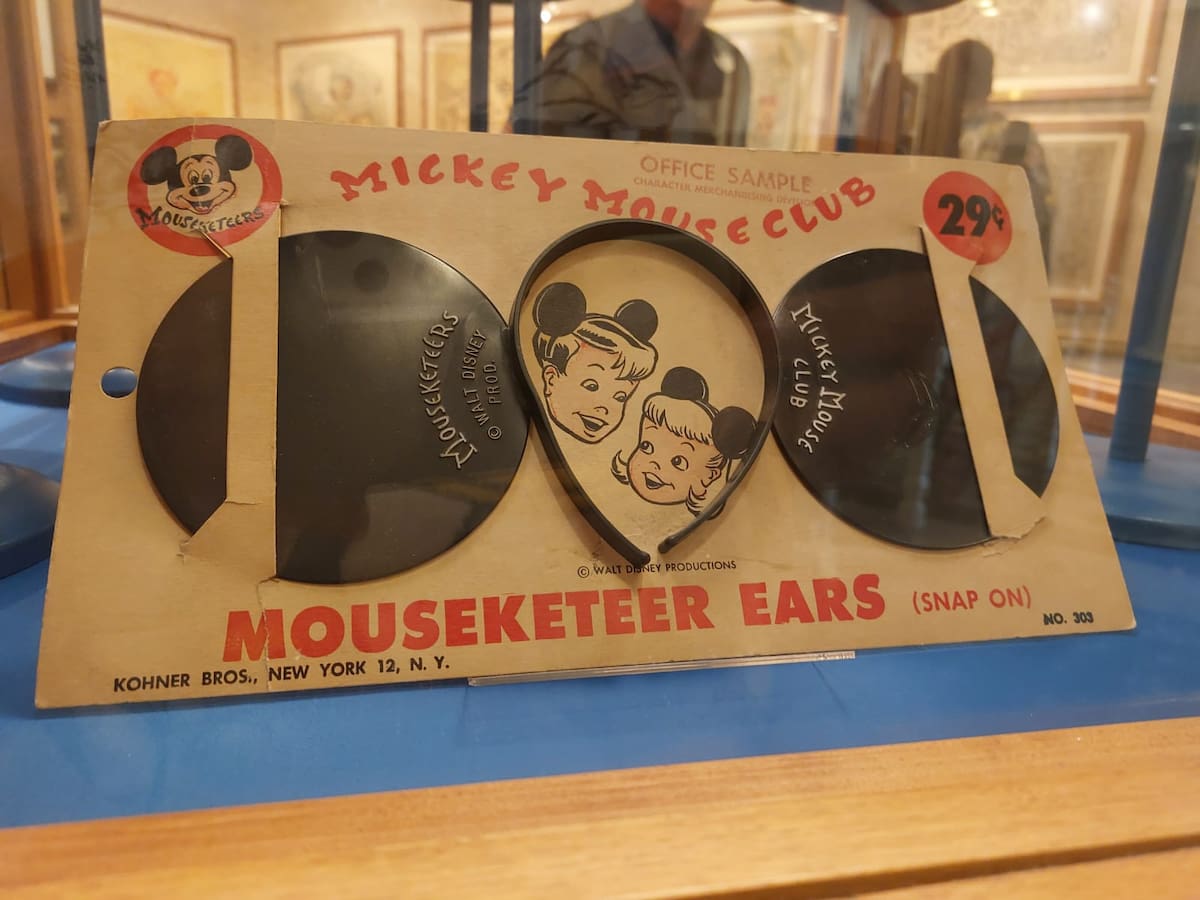 MOUSEKETEERS
MICKEY MOUSE CLUB
OFFICE SAMPLE
CHARACTER MERCHANDISING DIVISION
29¢
MOUSEKETEERS
© WALT DISNEY
PROD.
MICKEY MOUSE
CLUB
© WALT DISNEY PRODUCTIONS
MOUSEKETEER EARS (SNAP ON)
KOHNER BROS., NEW YORK 12, N. Y.
NO. 303